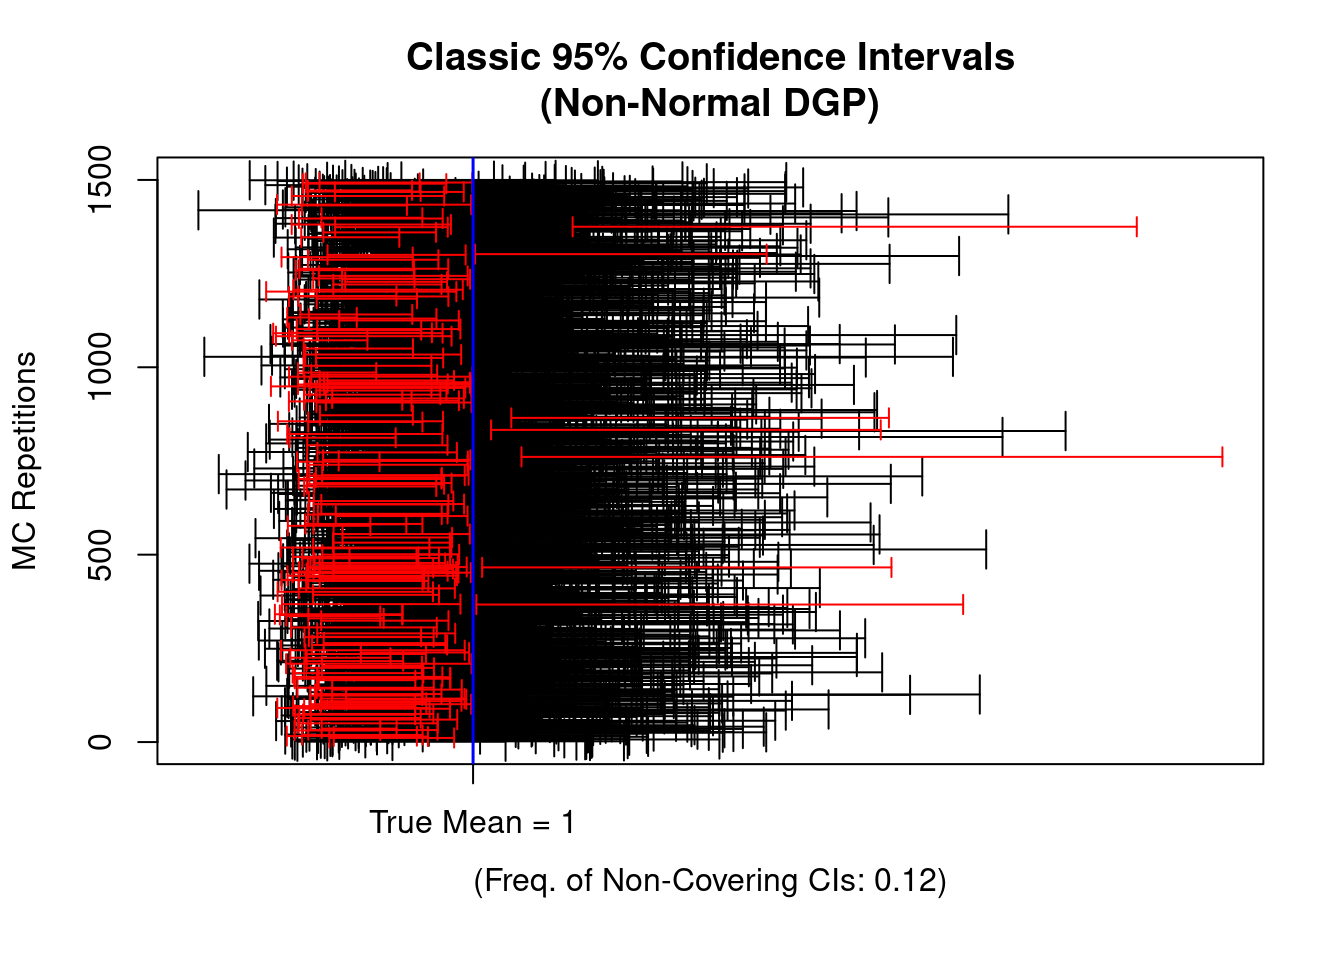 Classic 95% Confidence Intervals
(Non-Normal DGP)
MC Repetitions
1500
1000
500
0
True Mean = 1
(Freq. of Non-Covering CIs: 0.12)